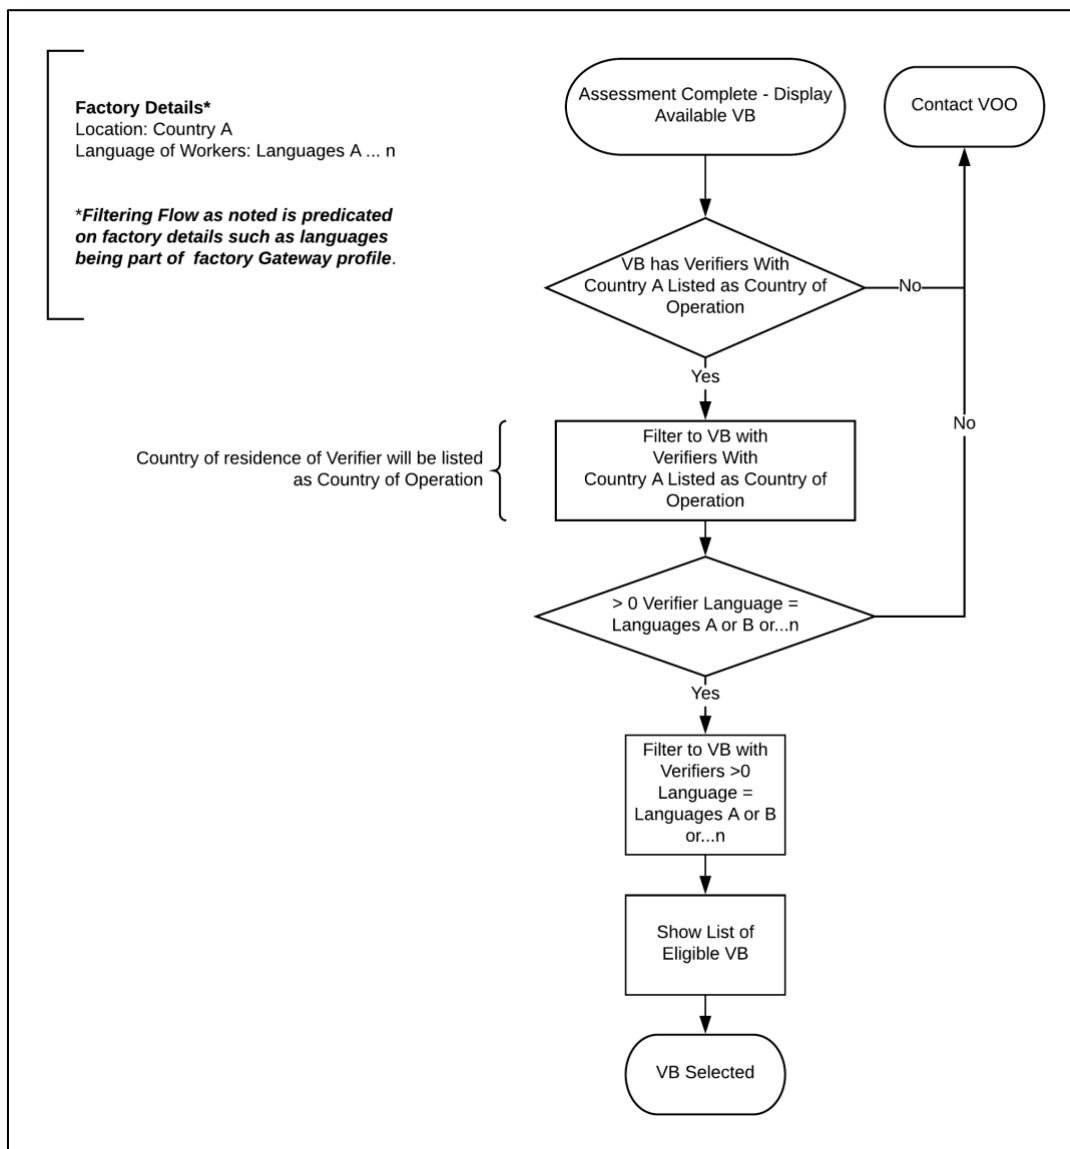 Factory Details*
Location: Country A
Language of Workers: Languages A ... n
*Filtering Flow as noted is predicated
on factory details such as languages
being part of  factory Gateway profile.
Assessment Complete - Display
Available VB
Contact VOO
VB has Verifiers With
Country A Listed as Country of
Operation
No
Yes
Filter to VB with
Verifiers With
Country A Listed as Country of
Operation
Country of residence of Verifier will be listed
as Country of Operation
No
> 0 Verifier Language =
Languages A or B or...n
Yes
Filter to VB with
Verifiers >0
Language =
Languages A or B
or...n
Show List of
Eligible VB
VB Selected